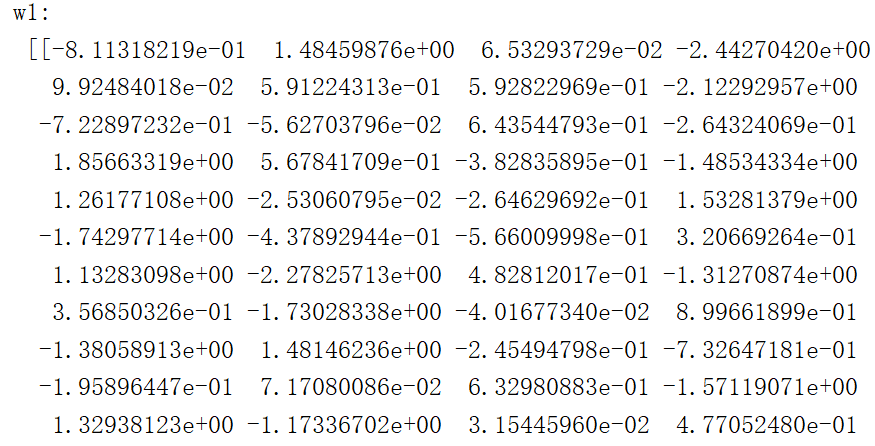 w1:
[[-8.11318219e-01 1.48459876e+00 6.53293729e-02 -2.44270420e+00
9.92484018e-02 5.91224313e-01 5.92822969e-01 -2.12292957e+00
-7.22897232e-01 -5.62703796e-02 6.43544793e-01 -2.64324069e-01
1.85663319e+00 5.67841709e-01 -3.82835895e-01 -1.48534334e+00
1.26177108e+00 -2.53060795e-02 -2.64629692e-01 1.53281379e+00
-1.74297714e+00 -4.37892944e-01 -5.66009998e-01 3.20669264e-01
1.13283098e+00 -2.27825713e+00 4.82812017e-01 -1.31270874e+00
3.56850326e-01 -1.73028338e+00 -4.01677340e-02 8.99661899e-01
-1.38058913e+00 1.48146236e+00 -2.45494798e-01 -7.32647181e-01
-1.95896447e-01 7.17080086e-02 6.32980883e-01 -1.57119071e+00
1.32938123e+00 -1.17336702e+00 3.15445960e-02 4.77052480e-01